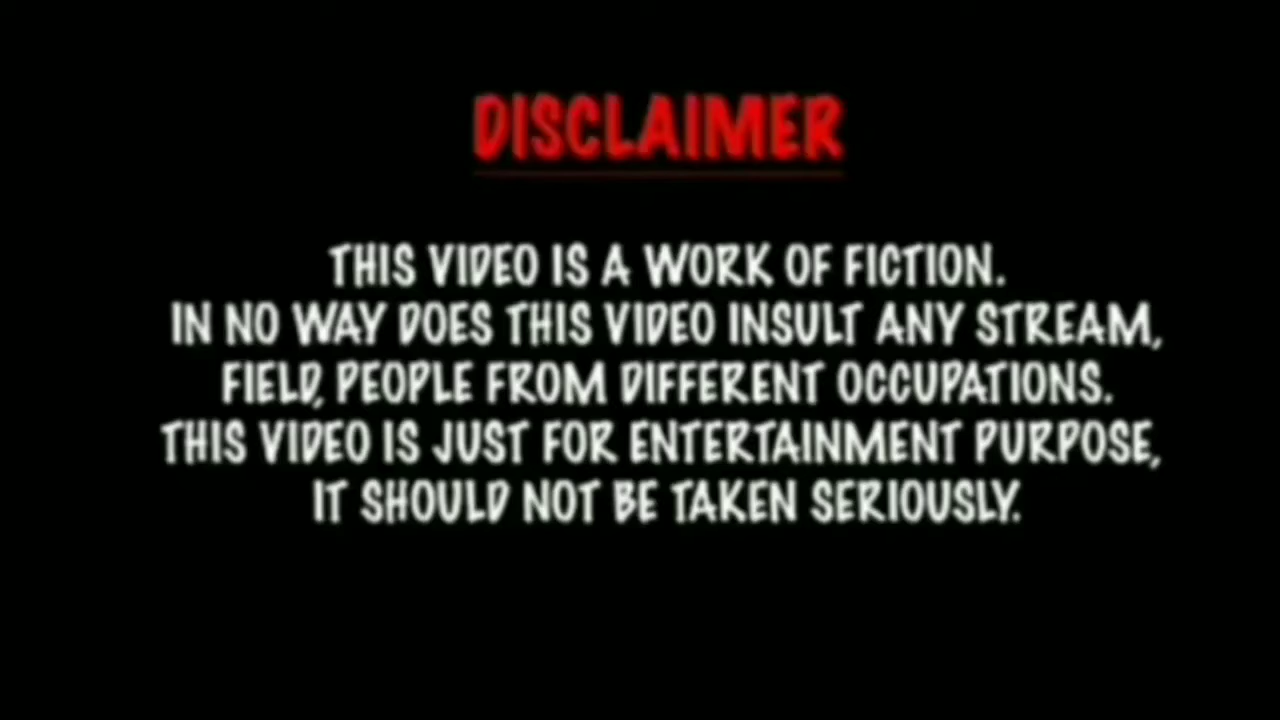 DISCLAIMER
THIS VIDEO IS A WORK OF FICTION.
IN NO WAY DOES THIS VIDEO INSULT ANY STREAM,
FIELD, PEOPLE FROM DIFFERENT OCCUPATIONS.
THIS VIDEO IS JUST FOR ENTERTAINMENT PURPOSE,
IT SHOULD NOT BE TAKEN SERIOUSLY.